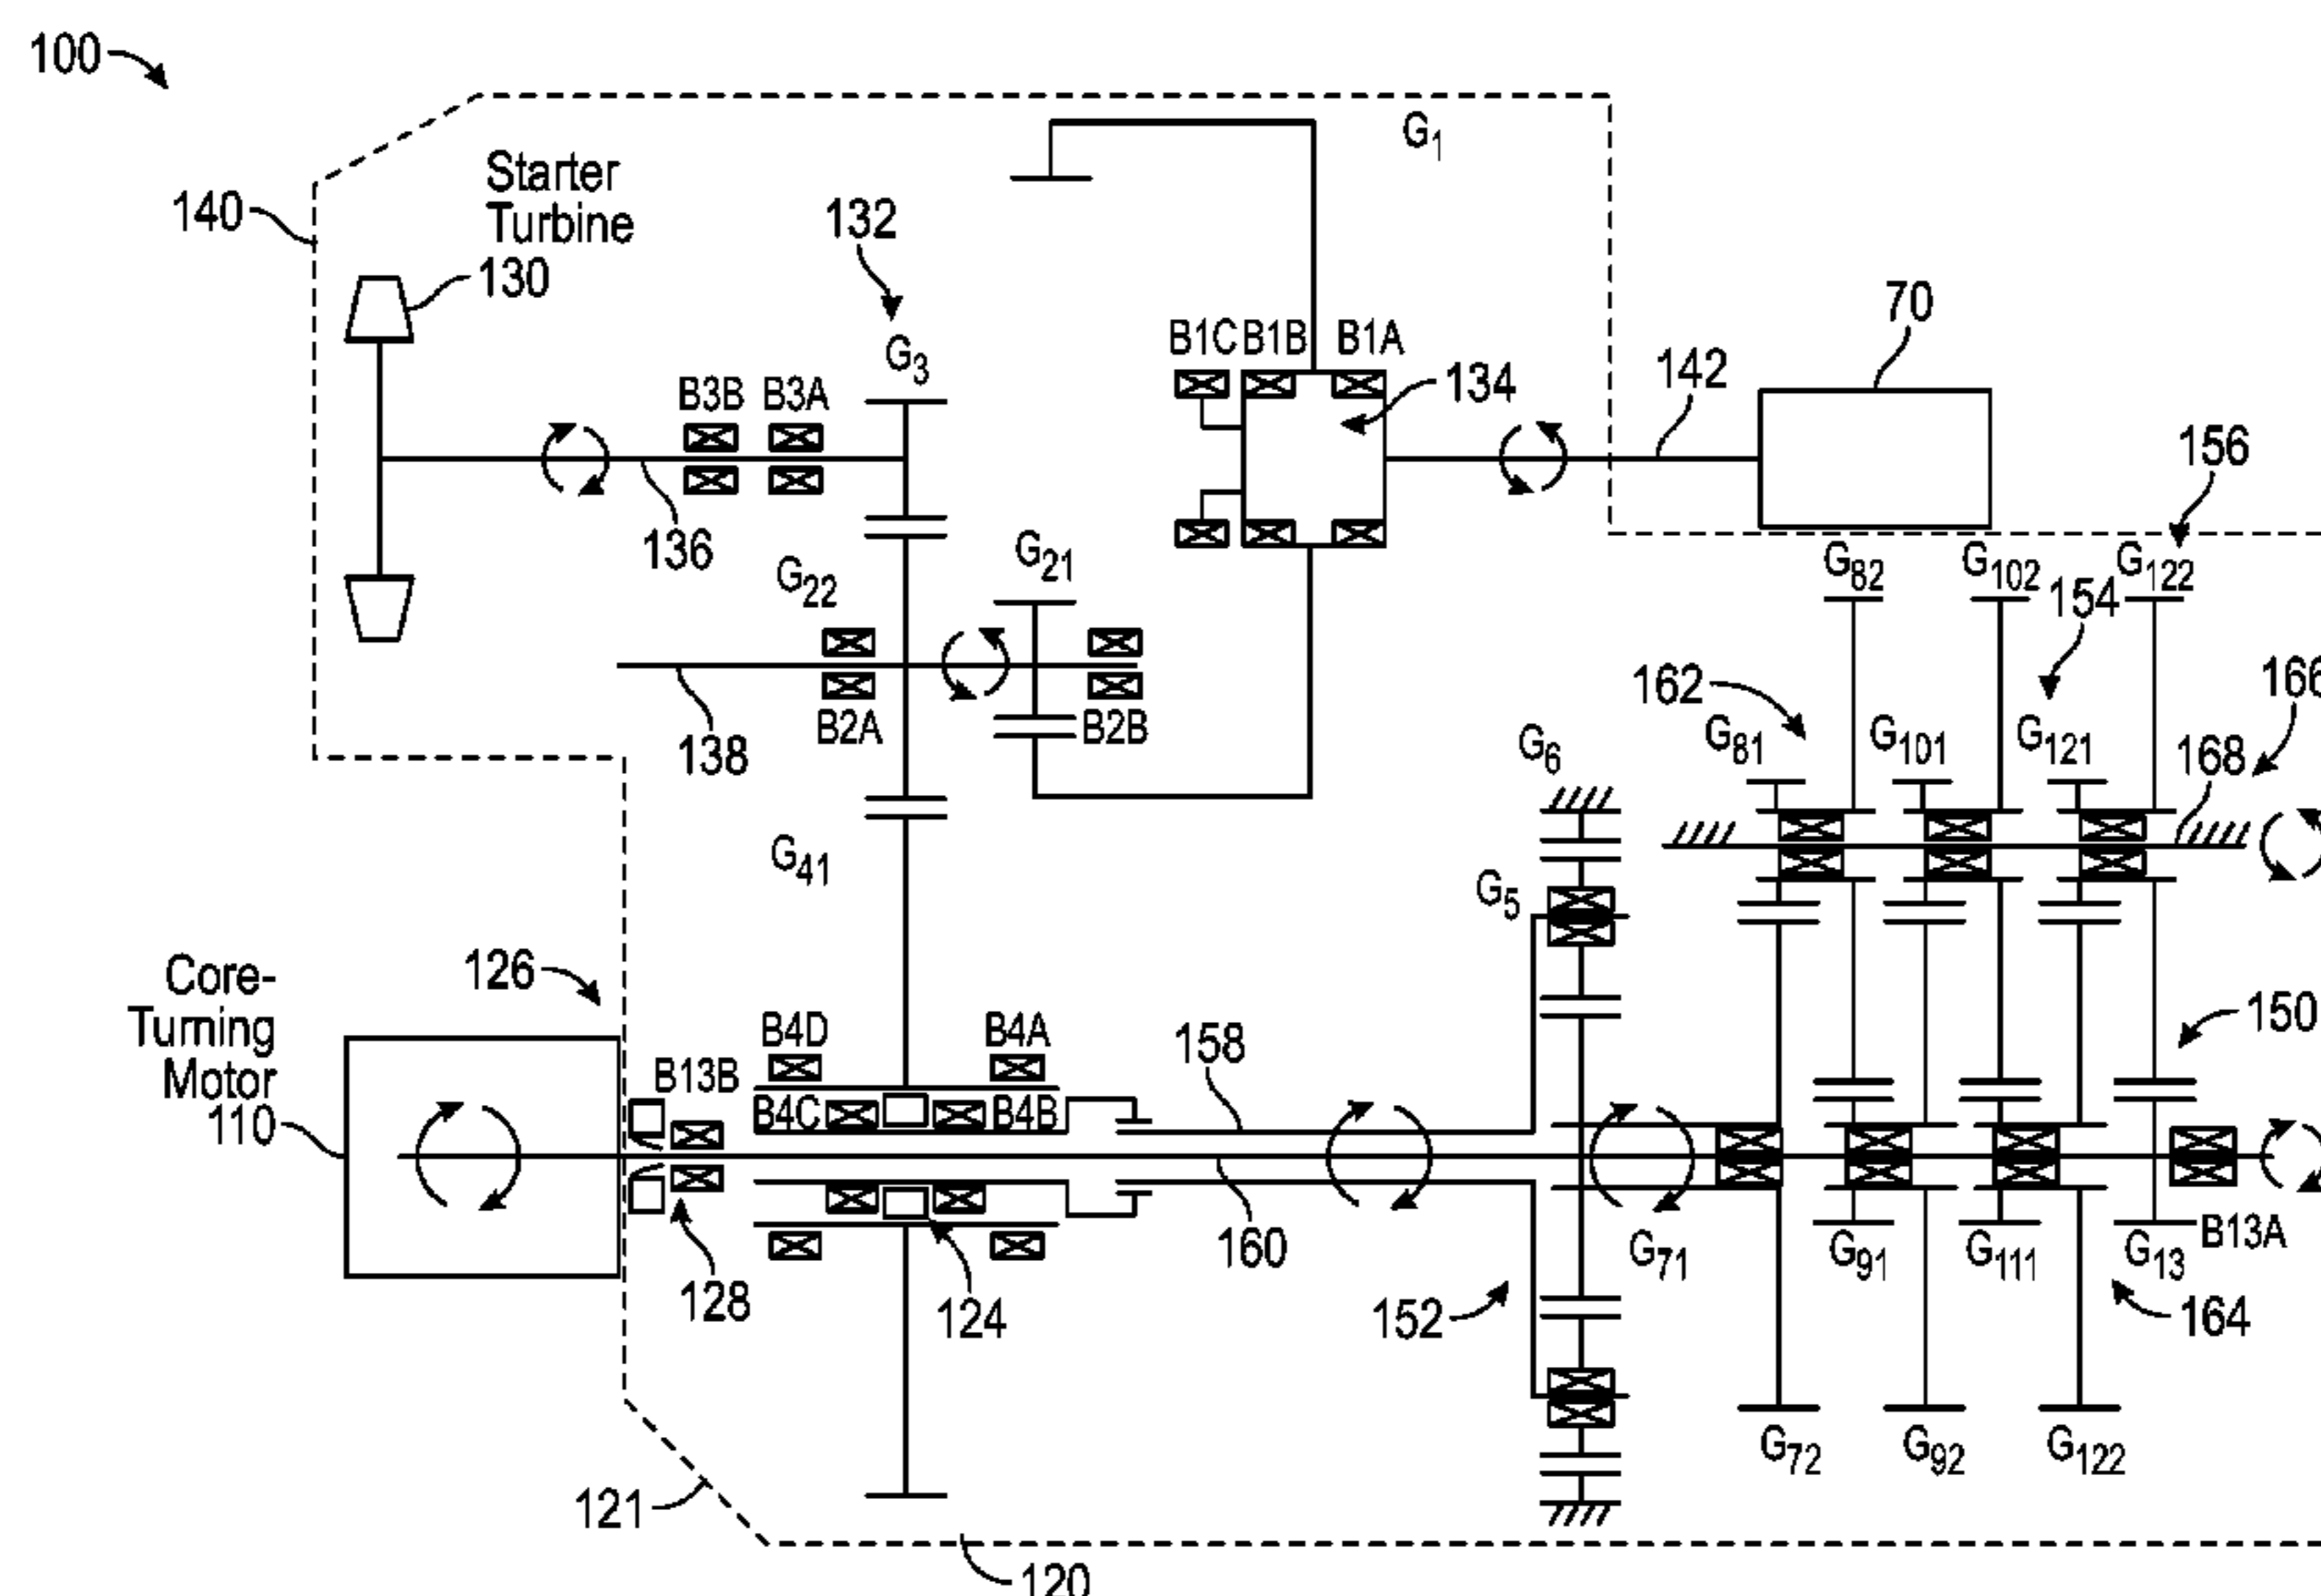 100
G1
Starter
Turbine
140
132
130
70
B1C
B1B
B1A
G3
134
142
B3B
B3A
156
136
G21
G22
G82
G102
G122
154
162
166
B2A
B2B
138
G6
G81
G101
G121
168
G41
G5
Core-
Turning
Motor
110
126
150
B4D
B4A
158
B13B
B4C
B4B
G71
G91
G111
G13
B13A
160
128
124
152
164
G72
G92
G122
121
120